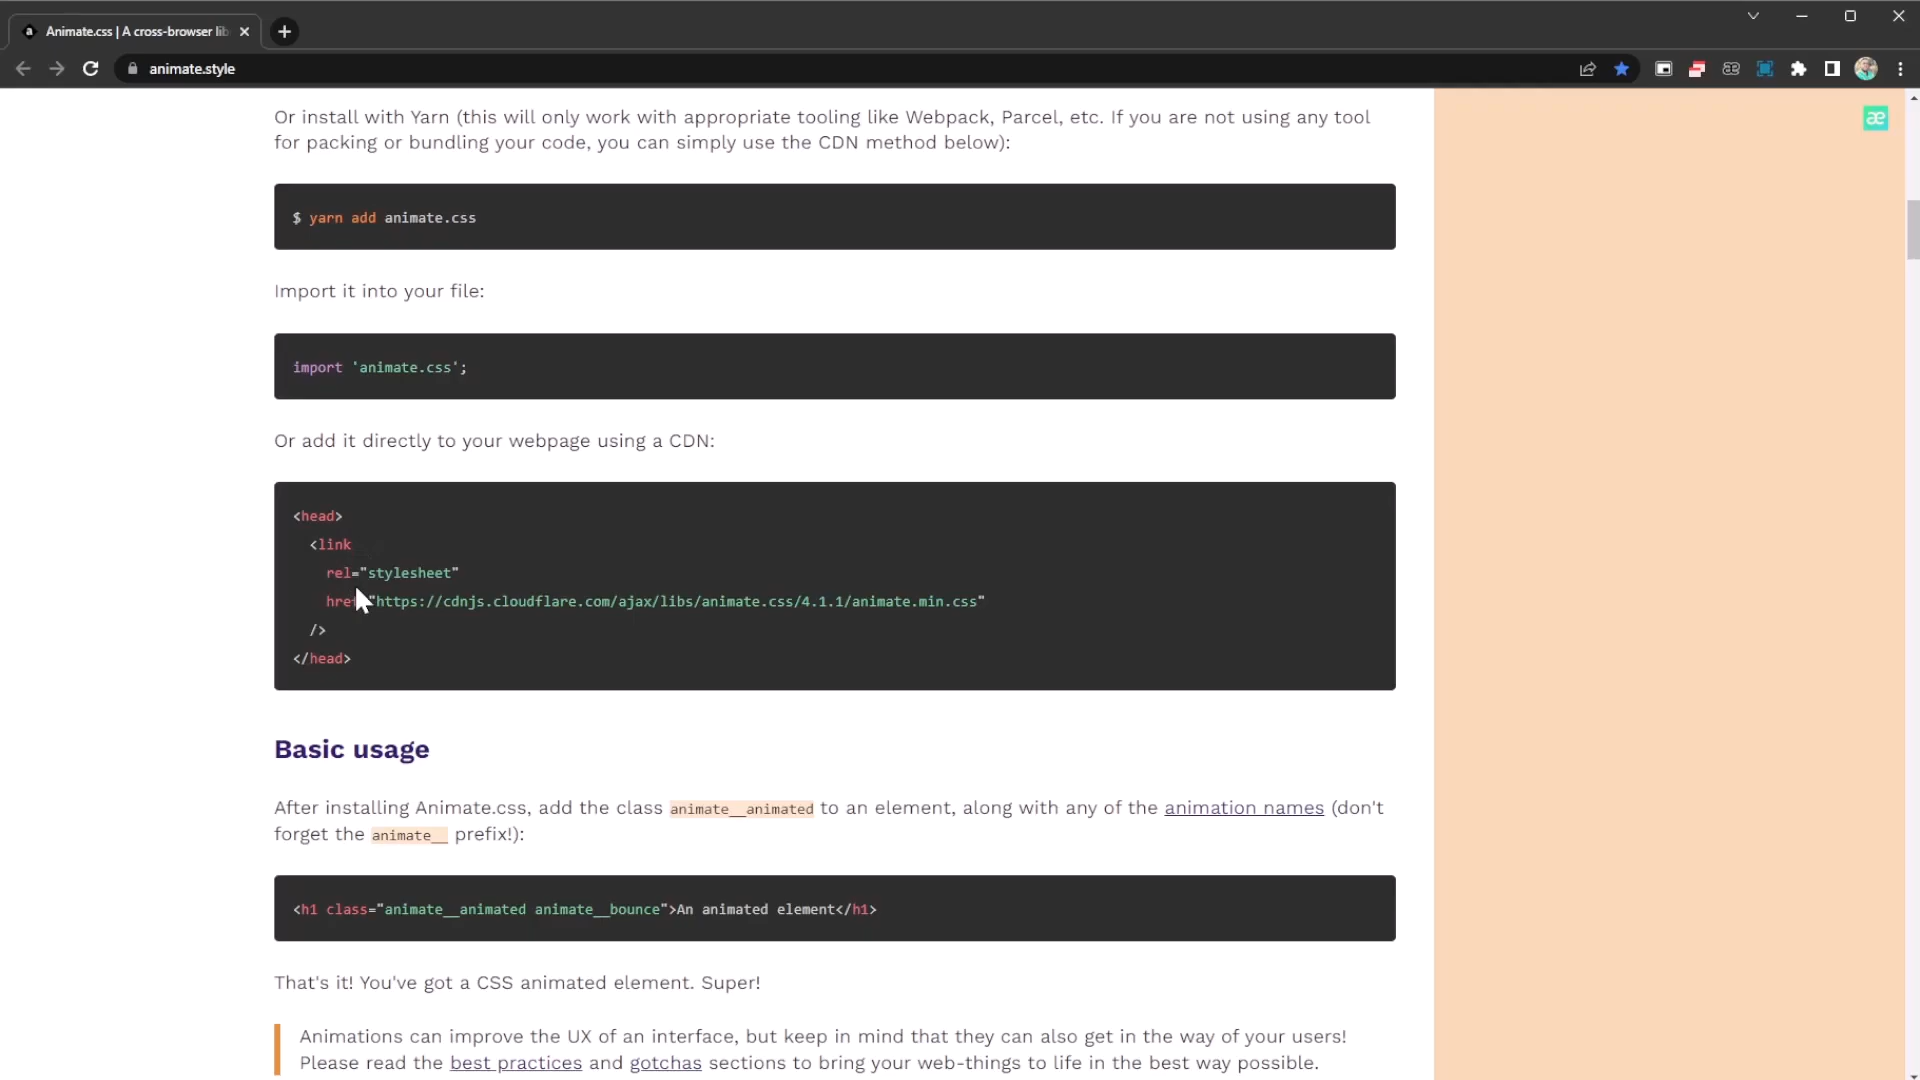 Animate.css | A cross-browser lib
animate.style
Or install with Yarn (this will only work with appropriate tooling like Webpack, Parcel, etc. If you are not using any tool
for packing or bundling your code, you can simply use the CDN method below):
$ yarn add animate.css
Import it into your file:
import 'animate.css';
Or add it directly to your webpage using a CDN:
<head>
<link
rel="stylesheet"
href="https://cdnjs.cloudflare.com/ajax/libs/animate.css/4.1.1/animate.min.css"
/>
</head>
Basic usage
After installing Animate.css, add the class animate__animated to an element, along with any of the animation names (don't
forget the animate__ prefix!):
<h1 class="animate__animated animate__bounce">An animated element</h1>
That's it! You've got a CSS animated element. Super!
Animations can improve the UX of an interface, but keep in mind that they can also get in the way of your users!
Please read the best practices and gotchas sections to bring your web-things to life in the best way possible.
æ